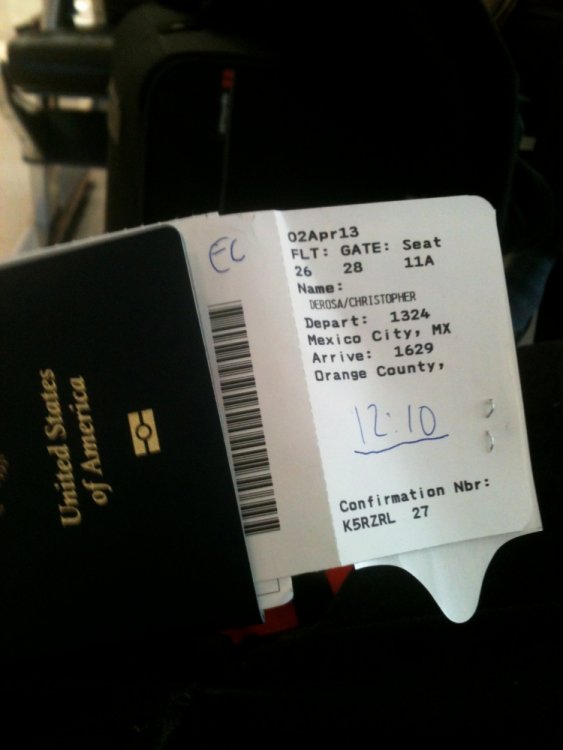 United States
of America
EC
02Apr13
FLT: GATE: Seat
26 28 11A
Name:
DEROSA/CHRISTOPHER
Depart: 1324
Mexico City, MX
Arrive: 1629
Orange County,
12:10
Confirmation Nbr:
K5RZRL 27